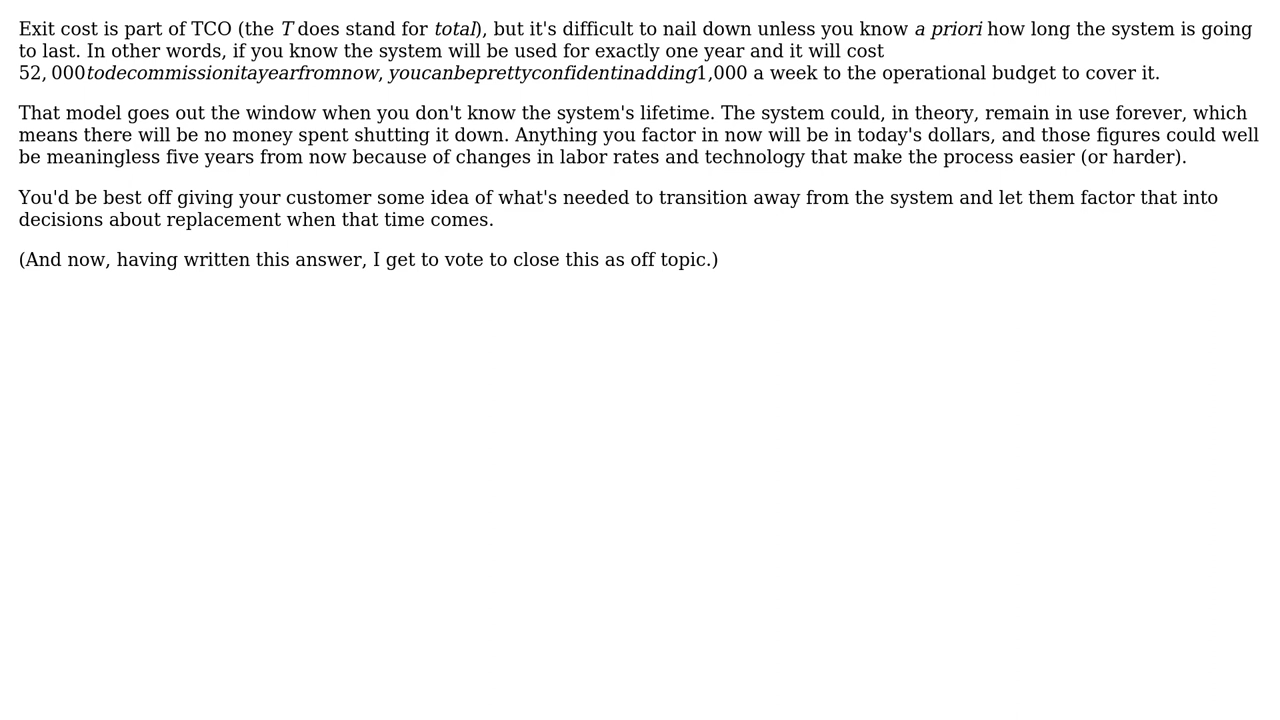 Exit cost is part of TCO (the T does stand for total), but it's difficult to nail down unless you know a priori how long the system is going
to last. In other words, if you know the system will be used for exactly one year and it will cost
52,000todecommissionitayearfromnow,youcanbeprettyconfidentinadding1,000 a week to the operational budget to cover it.
That model goes out the window when you don't know the system's lifetime. The system could, in theory, remain in use forever, which
means there will be no money spent shutting it down. Anything you factor in now will be in today's dollars, and those figures could well
be meaningless five years from now because of changes in labor rates and technology that make the process easier (or harder).
You'd be best off giving your customer some idea of what's needed to transition away from the system and let them factor that into
decisions about replacement when that time comes.
(And now, having written this answer, I get to vote to close this as off topic.)